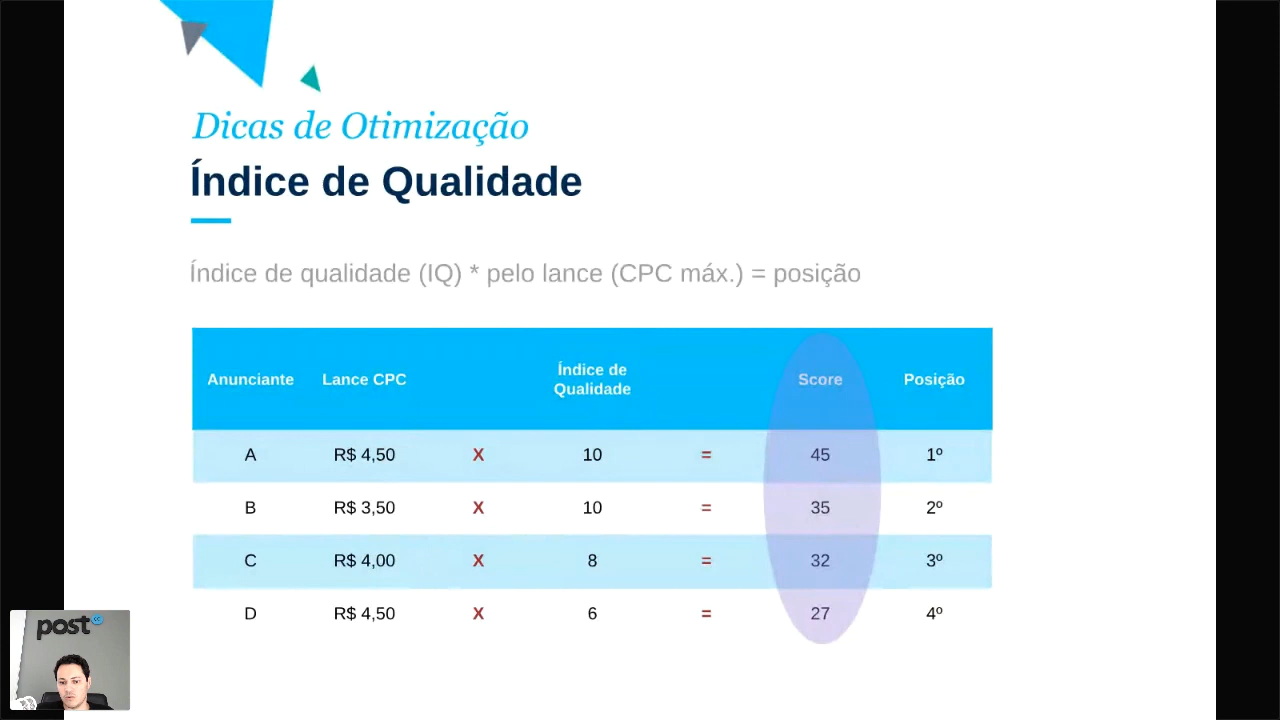 Dicas de Otimização
Índice de Qualidade
Índice de qualidade (IQ) * pelo lance (CPC máx.) = posição
Anunciante Lance CPC Índice de Qualidade Score Posição
A R$ 4,50 X 10 = 45 1º
B R$ 3,50 X 10 = 35 2º
C R$ 4,00 X 8 = 32 3º
D R$ 4,50 X 6 = 27 4º
post